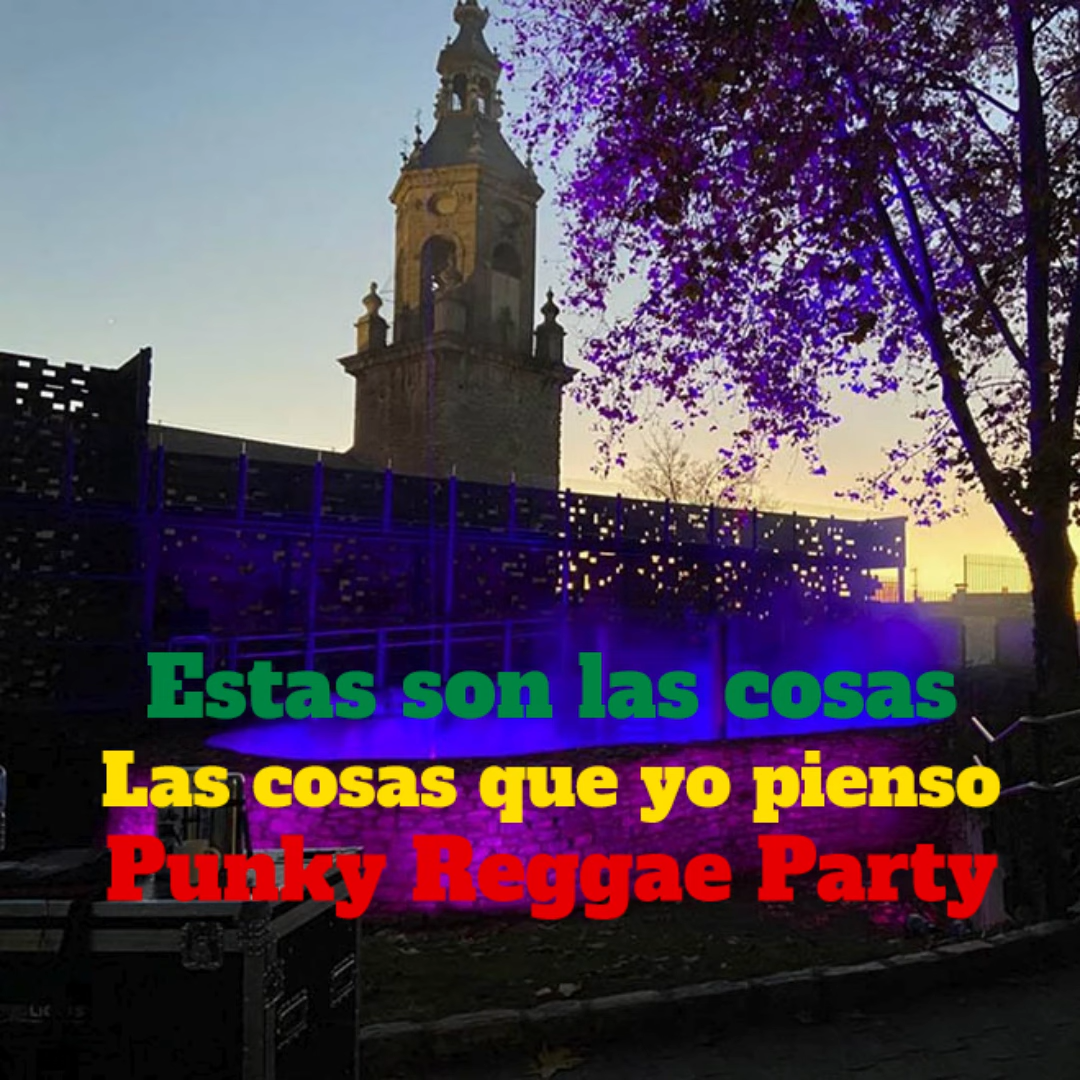 Estas son las cosas
Las cosas que yo pienso
Punky Reggae Party